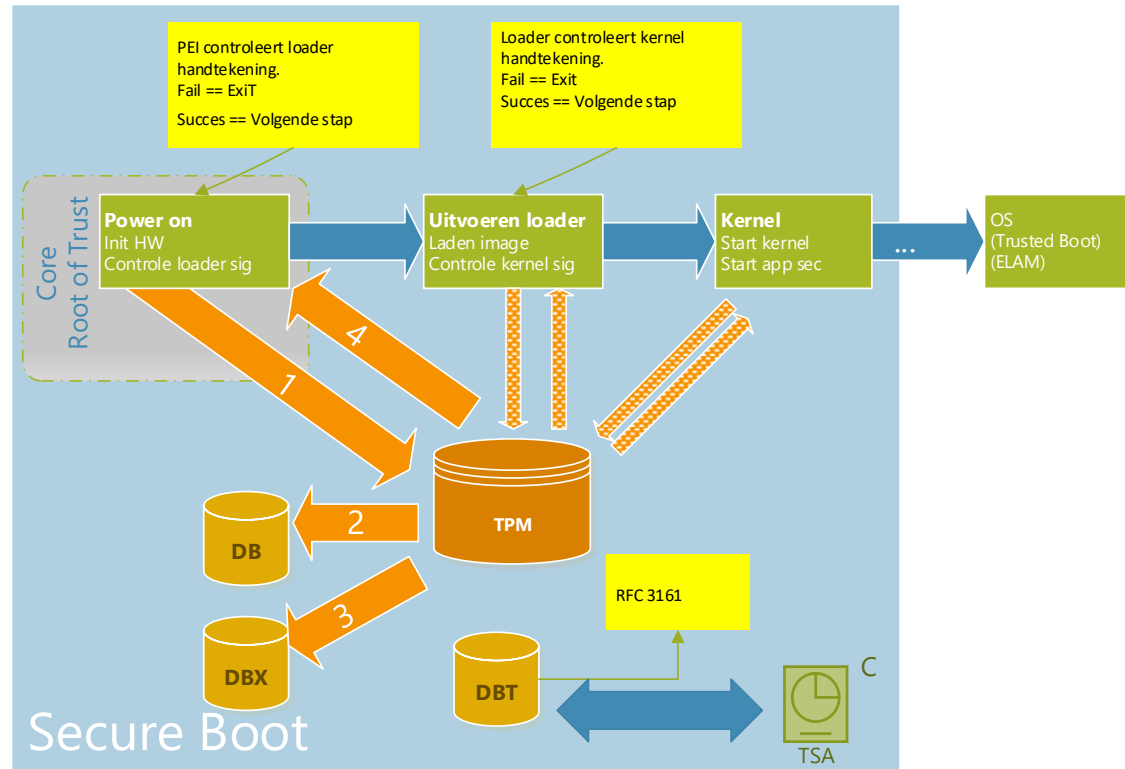 PEI controleert loader
handtekening.
Fail == ExiT
Succes == Volgende stap
Loader controleert kernel
handtekening.
Fail == Exit
Succes == Volgende stap
Core
Root of Trust
Power on
Init HW
Controle loader sig
Uitvoeren loader
Laden image
Controle kernel sig
Kernel
Start kernel
Start app sec
...
OS
(Trusted Boot)
(ELAM)
1
4
TPM
2
DB
3
DBX
RFC 3161
DBT
C
TSA
Secure Boot